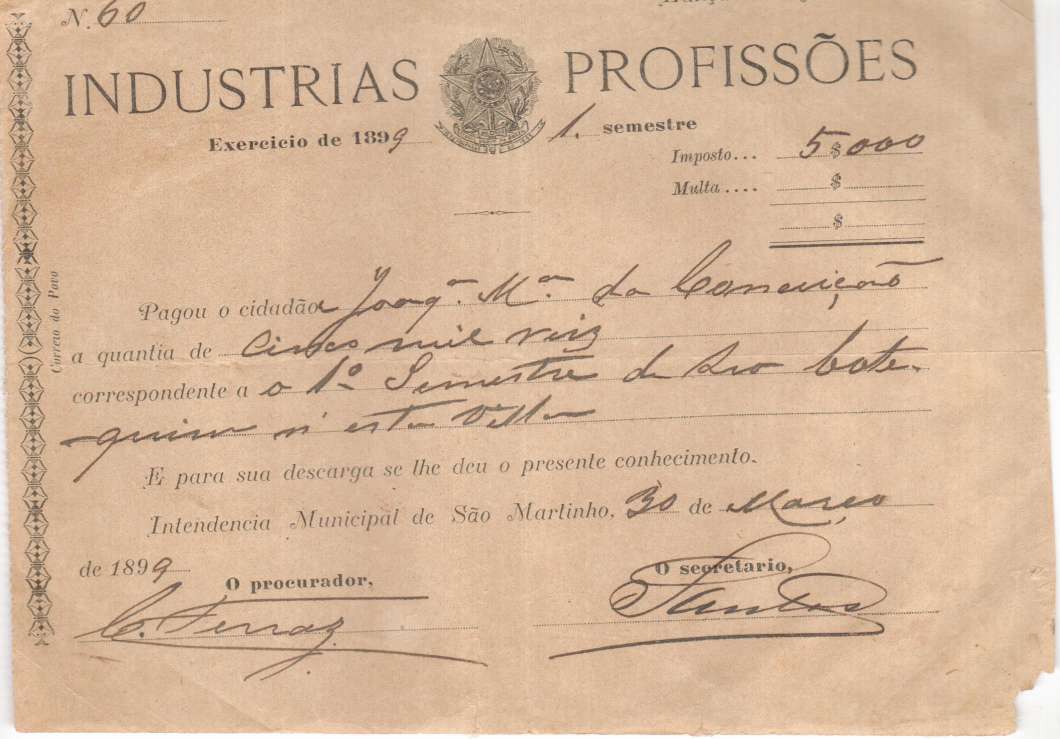 N. 60
INDUSTRIAS PROFISSÕES
Exercicio de 1899 1. semestre
Imposto... 5$000
Multa .... $
$
Correio do Povo
Pagou o cidadão Joaqª. Mª. da Conceição
a quantia de cinco mil reis
correspondente a o 1º Semestre de seo bote-
quim n'esta Villa
E para sua descarga se lhe deu o presente conhecimento.
Intendencia Municipal de São Martinho, 30 de Março
de 1899
O procurador, O secretario,
C. Ferraz Santos